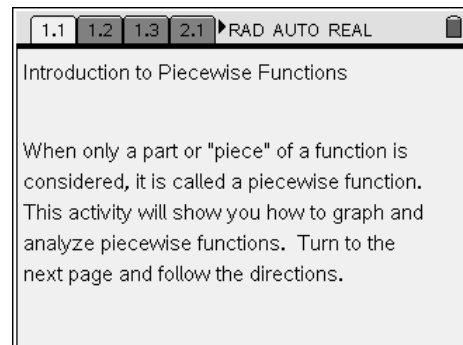 1.1 1.2 1.3 2.1 RAD AUTO REAL
Introduction to Piecewise Functions
When only a part or "piece" of a function is
considered, it is called a piecewise function.
This activity will show you how to graph and
analyze piecewise functions. Turn to the
next page and follow the directions.